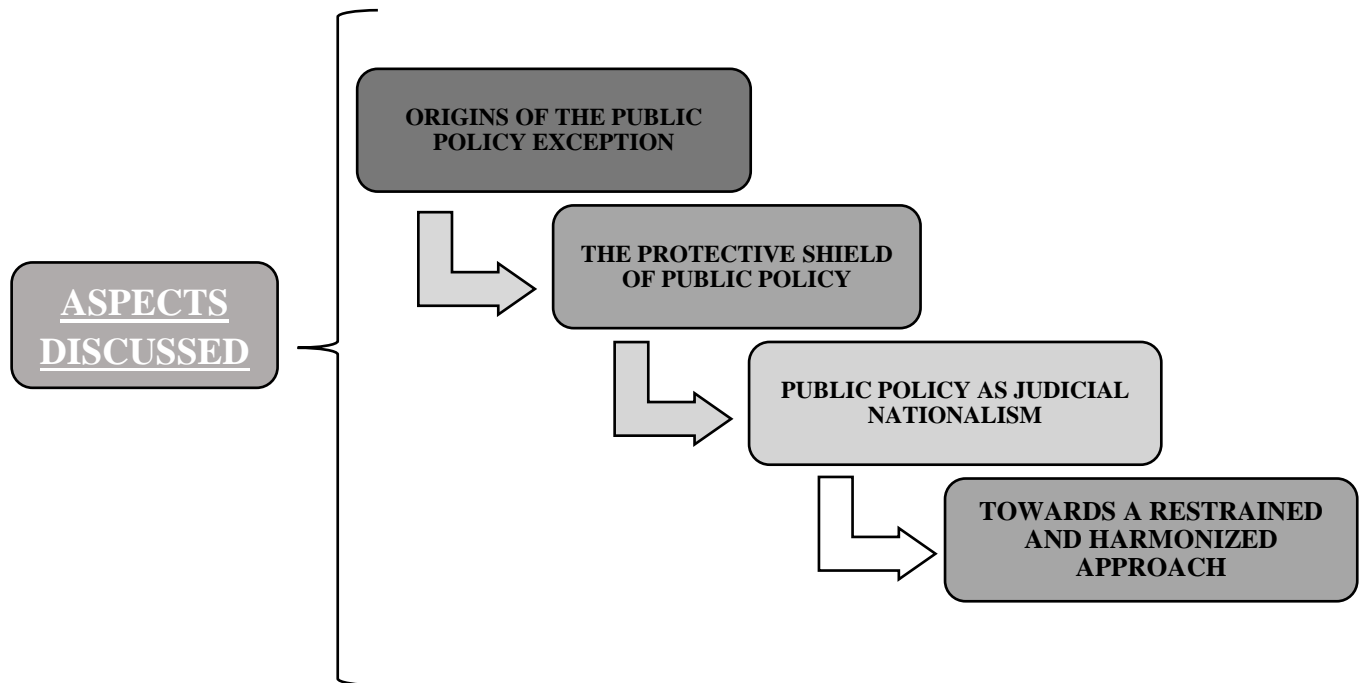 ASPECTS
DISCUSSED
ORIGINS OF THE PUBLIC
POLICY EXCEPTION
THE PROTECTIVE SHIELD
OF PUBLIC POLICY
PUBLIC POLICY AS JUDICIAL
NATIONALISM
TOWARDS A RESTRAINED
AND HARMONIZED
APPROACH